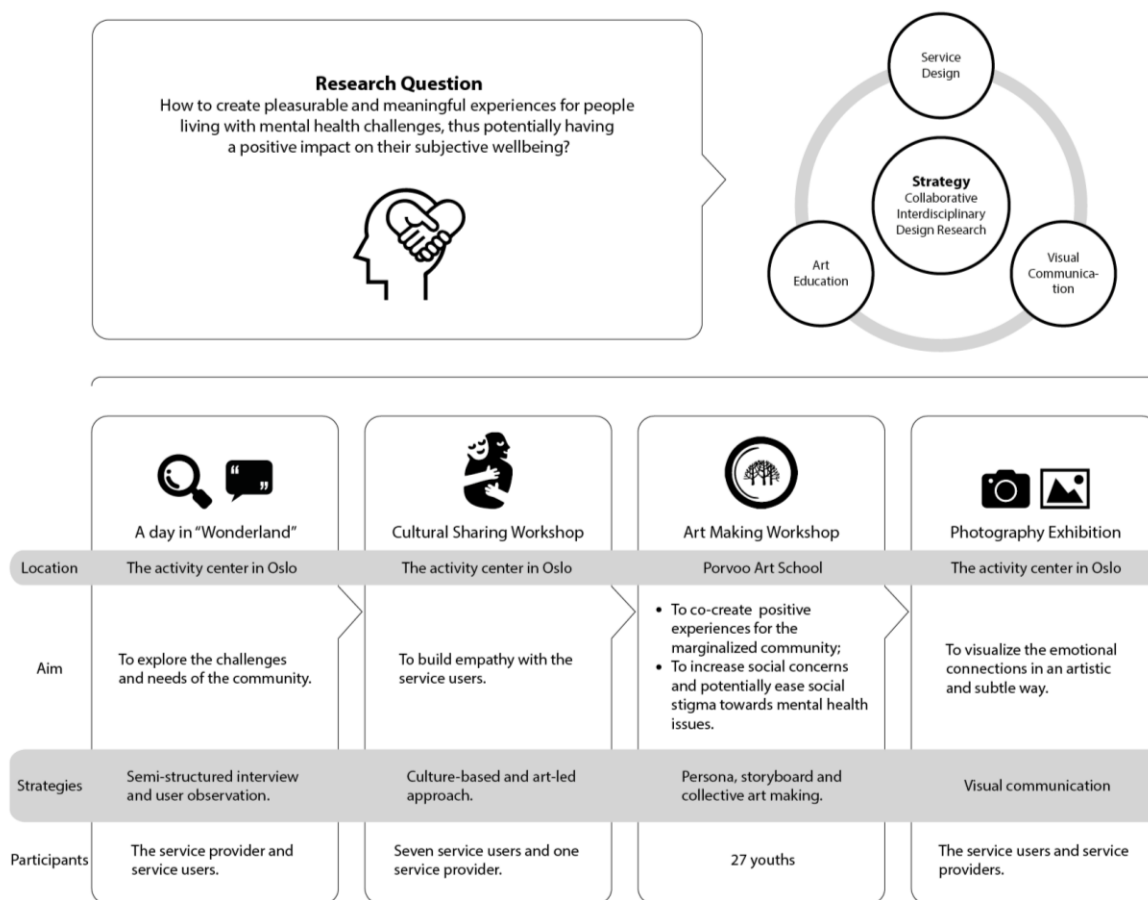 Research Question
How to create pleasurable and meaningful experiences for people
living with mental health challenges, thus potentially having
a positive impact on their subjective wellbeing?
Service
Design
Strategy
Collaborative
Interdisciplinary
Design Research
Art
Education
Visual
Communica-
tion
“ ”
A day in “Wonderland”
Cultural Sharing Workshop
Art Making Workshop
Photography Exhibition
Location
The activity center in Oslo
The activity center in Oslo
Porvoo Art School
The activity center in Oslo
Aim
To explore the challenges
and needs of the community.
To build empathy with the
service users.
• To co-create positive
experiences for the
marginalized community;
• To increase social concerns
and potentially ease social
stigma towards mental health
issues.
To visualize the emotional
connections in an artistic
and subtle way.
Strategies
Semi-structured interview
and user observation.
Culture-based and art-led
approach.
Persona, storyboard and
collective art making.
Visual communication
Participants
The service provider and
service users.
Seven service users and one
service provider.
27 youths
The service users and service
providers.